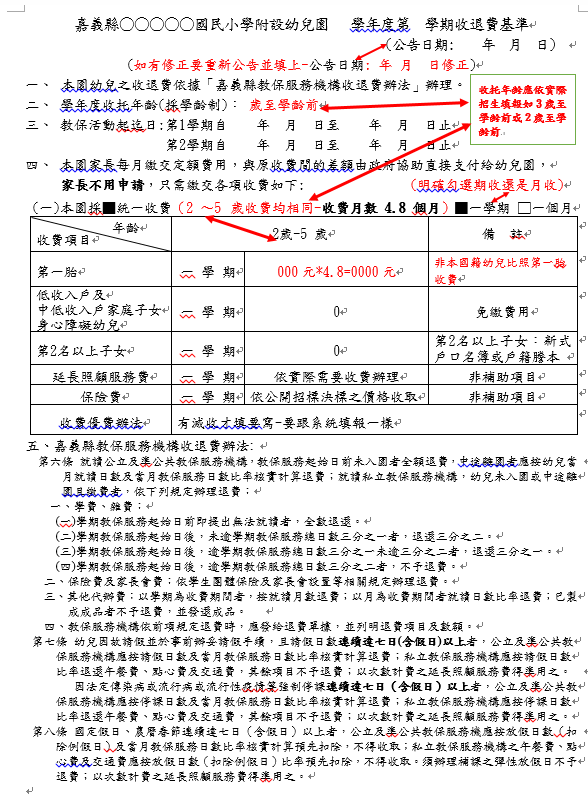 嘉義縣○○○○○國民小學附設幼兒園 學年度第 學期收退費基準
(公告日期: 年 月 日)
(如有修正要重新公告並填上-公告日期: 年 月 日修正)
一、 本園幼兒之收退費依據「嘉義縣教保服務機構收退費辦法」辦理。
二、 學年度收托年齡(採學齡制): 歲至學齡前
收托年齡應依實際
招生填報如3歲至
學齡前或2歲至學
齡前
三、 教保活動起迄日:第1學期自 年 月 日至 年 月 日止
第2學期自 年 月 日至 年 月 日止
四、 本園家長每月繳交定額費用,與原收費間的差額由政府協助直接支付給幼兒園,
家長不用申請,只需繳交各項收費如下: (明確勾選期收還是月收)
(一)本園採■統一收費(2～5 歲收費均相同-收費月數 4.8 個月) ■一學期 □一個月
年齡
收費項目
2歲-5 歲
備 註
第一胎
一 學 期
000 元*4.8=0000 元
非本國籍幼兒比照第一胎
收費
低收入戶及
中低收入戶家庭子女
身心障礙幼兒
一 學 期
0
免繳費用
第2名以上子女
一 學 期
0
第2名以上子女:新式
戶口名簿或戶籍謄本
延長照顧服務費
一 學 期
依實際需要收費辦理
非補助項目
保險費
一 學 期
依公開招標決標之價格收取
非補助項目
收費優費辦法
有減收才填要寫-要跟系統填報一樣
五、嘉義縣教保服務機構收退費辦法:
第六條 就讀公立及準公共教保服務機構,教保服務起始日前未入園者全額退費,中途離園者應按幼兒當
月就讀日數及當月教保服務日數比率核實計算退費;就讀私立教保服務機構,幼兒未入園或中途離
園且繳費者,依下列規定辦理退費:
一、學費、雜費:
(一)學期教保服務起始日前即提出無法就讀者,全數退還。
(二)學期教保服務起始日後,未逾學期教保服務總日數三分之一者,退還三分之二。
(三)學期教保服務起始日後,逾學期教保服務總日數三分之一未逾三分之二者,退還三分之一。
(四)學期教保服務起始日後,逾學期教保服務總日數三分之二者,不予退費。
二、保險費及家長會費:依學生團體保險及家長會設置等相關規定辦理退費。
三、其他代辦費:以學期為收費期間者,按就讀月數退費;以月為收費期間者就讀日數比率退費;已製
成成品者不予退費,並發還成品。
四、教保服務機構依前項規定退費時,應發給退費單據,並列明退費項目及數額。
第七條 幼兒因故請假並於事前辦妥請假手續,且請假日數連續達七日(含假日)以上者,公立及準公共教
保服務機構應按請假日數及當月教保服務日數比率核實計算退費;私立教保服務機構應按請假日數
比率退還午餐費、點心費及交通費,其餘項目不予退費;以次數計費之延長照顧服務費得準用之。
因法定傳染病或流行病或流行性疫情等強制停課連續達七日(含假日)以上者,公立及準公共教
保服務機構應按停課日數及當月教保服務日數比率核實計算退費;私立教保服務機構應按停課日數
比率退還午餐費、點心費及交通費,其餘項目不予退費;以次數計費之延長照顧服務費得準用之。
第八條 國定假日、農曆春節連續達七日(含假日)以上者,公立及準公共教保服務機構應按放假日數(扣
除例假日)及當月教保服務日數比率核實計算預先扣除,不得收取;私立教保服務機構之午餐費、點
心費及交通費應按放假日數(扣除例假日)比率預先扣除,不得收取。須辦理補課之彈性放假日不予
退費;以次數計費之延長照顧服務費得準用之。